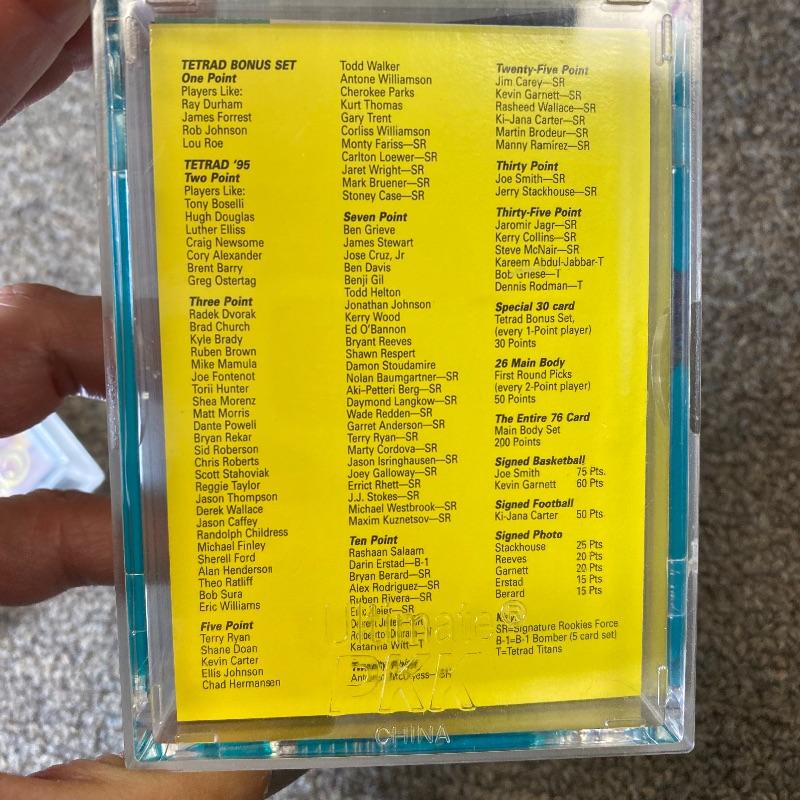 TETRAD BONUS SET
One Point
Players Like:
Ray Durham
James Forrest
Rob Johnson
Lou Roe
TETRAD '95
Two Point
Players Like:
Tony Boselli
Hugh Douglas
Luther Elliss
Craig Newsome
Cory Alexander
Brent Barry
Greg Ostertag
Three Point
Radek Dvorak
Brad Church
Kyle Brady
Ruben Brown
Mike Mamula
Joe Fontenot
Torii Hunter
Shea Morenz
Matt Morris
Dante Powell
Bryan Rekar
Sid Roberson
Chris Roberts
Scott Stahoviak
Reggie Taylor
Jason Thompson
Derek Wallace
Jason Caffey
Randolph Childress
Michael Finley
Sherell Ford
Alan Henderson
Theo Ratliff
Bob Sura
Eric Williams
Five Point
Terry Ryan
Shane Doan
Kevin Carter
Ellis Johnson
Chad Hermansen
Todd Walker
Antone Williamson
Cherokee Parks
Kurt Thomas
Gary Trent
Corliss Williamson
Monty Fariss—SR
Carlton Loewer—SR
Jaret Wright—SR
Mark Bruener—SR
Stoney Case—SR
Seven Point
Ben Grieve
James Stewart
Jose Cruz, Jr
Ben Davis
Benji Gil
Todd Helton
Jonathan Johnson
Kerry Wood
Ed O'Bannon
Bryant Reeves
Shawn Respert
Damon Stoudamire
Nolan Baumgartner—SR
Aki-Petteri Berg—SR
Daymond Langkow—SR
Wade Redden—SR
Garret Anderson—SR
Terry Ryan—SR
Marty Cordova—SR
Jason Isringhausen—SR
Joey Galloway—SR
Errict Rhett—SR
J.J. Stokes—SR
Michael Westbrook—SR
Maxim Kuznetsov—SR
Ten Point
Rashaan Salaam
Darin Erstad—B-1
Bryan Berard—SR
Alex Rodriguez—SR
Ruben Rivera—SR
Roberto Duran
Katarina Witt—T
Antonio McDyess—SR
Twenty-Five Point
Jim Carey—SR
Kevin Garnett—SR
Rasheed Wallace—SR
Ki-Jana Carter—SR
Martin Brodeur—SR
Manny Ramirez—SR
Thirty Point
Joe Smith—SR
Jerry Stackhouse—SR
Thirty-Five Point
Jaromir Jagr—SR
Kerry Collins—SR
Steve McNair—SR
Kareem Abdul-Jabbar-T
Bob Griese—T
Dennis Rodman—T
Special 30 card
Tetrad Bonus Set,
(every 1-Point player)
30 Points
26 Main Body
First Round Picks
(every 2-Point player)
50 Points
The Entire 76 Card
Main Body Set
200 Points
Signed Basketball
Joe Smith 75 Pts.
Kevin Garnett 60 Pts
Signed Football
Ki-Jana Carter 50 Pts
Signed Photo
Stackhouse 25 Pts
Reeves 20 Pts
Garnett 20 Pts
Erstad 15 Pts
Berard 15 Pts
SR=Signature Rookies Force
B-1=B-1 Bomber (5 card set)
T=Tetrad Titans
Ultimate®
PKK
CHINA